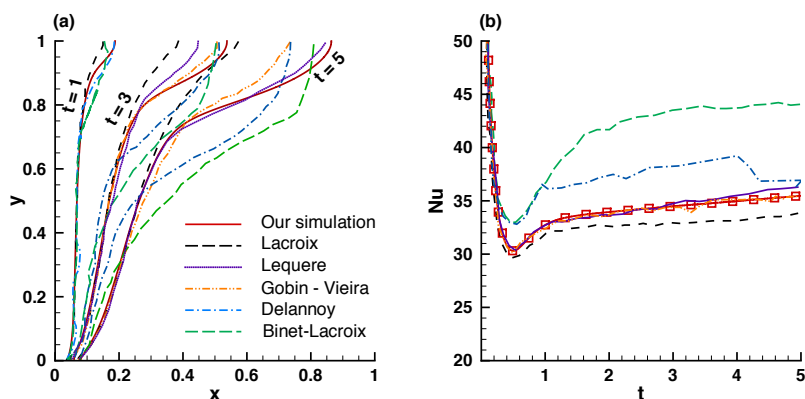 (a)
1
0.8
0.6
0.4
0.2
0
y
t = 1
t = 3
t = 5
Our simulation
Lacroix
Lequere
Gobin - Vieira
Delannoy
Binet-Lacroix
0
0.2
0.4
0.6
0.8
1
x
(b)
50
45
40
35
30
25
20
Nu
1
2
3
4
5
t